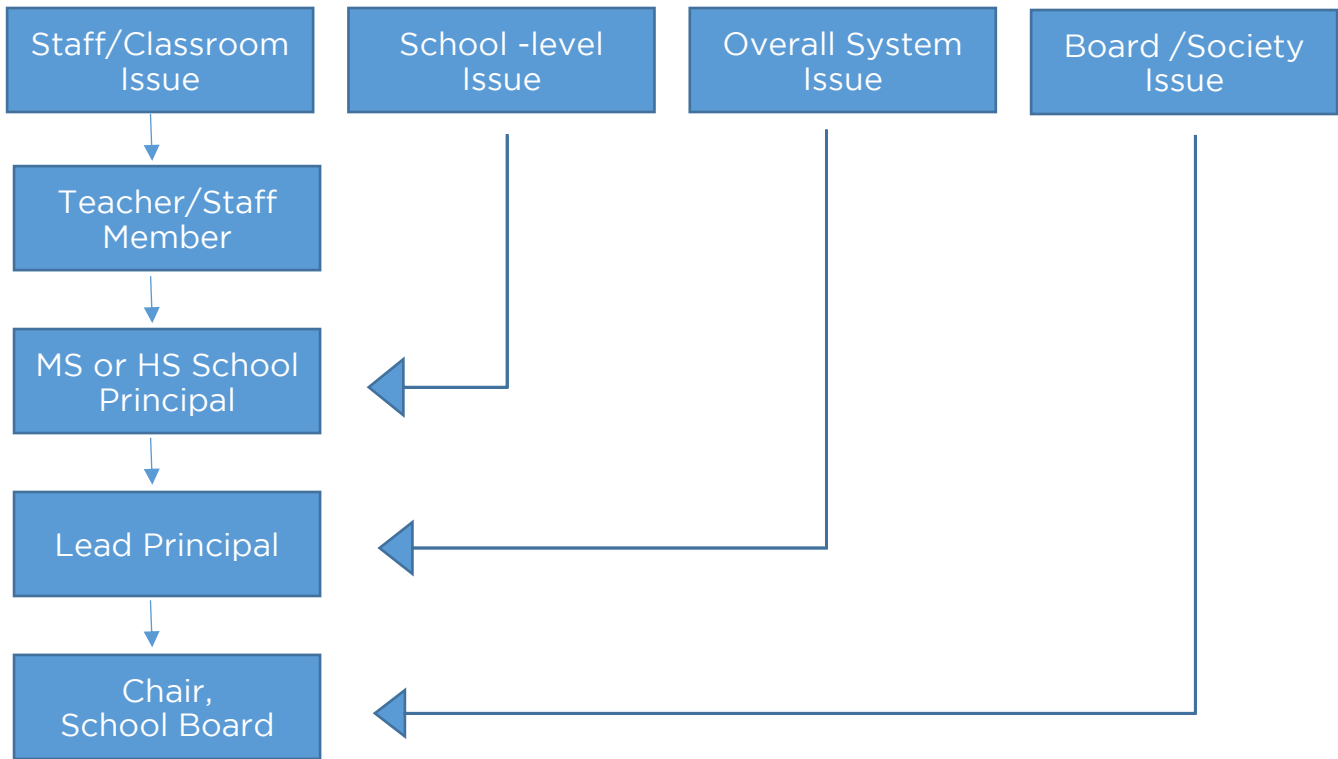 Staff/Classroom
Issue
School -level
Issue
Overall System
Issue
Board /Society
Issue
Teacher/Staff
Member
MS or HS School
Principal
Lead Principal
Chair,
School Board